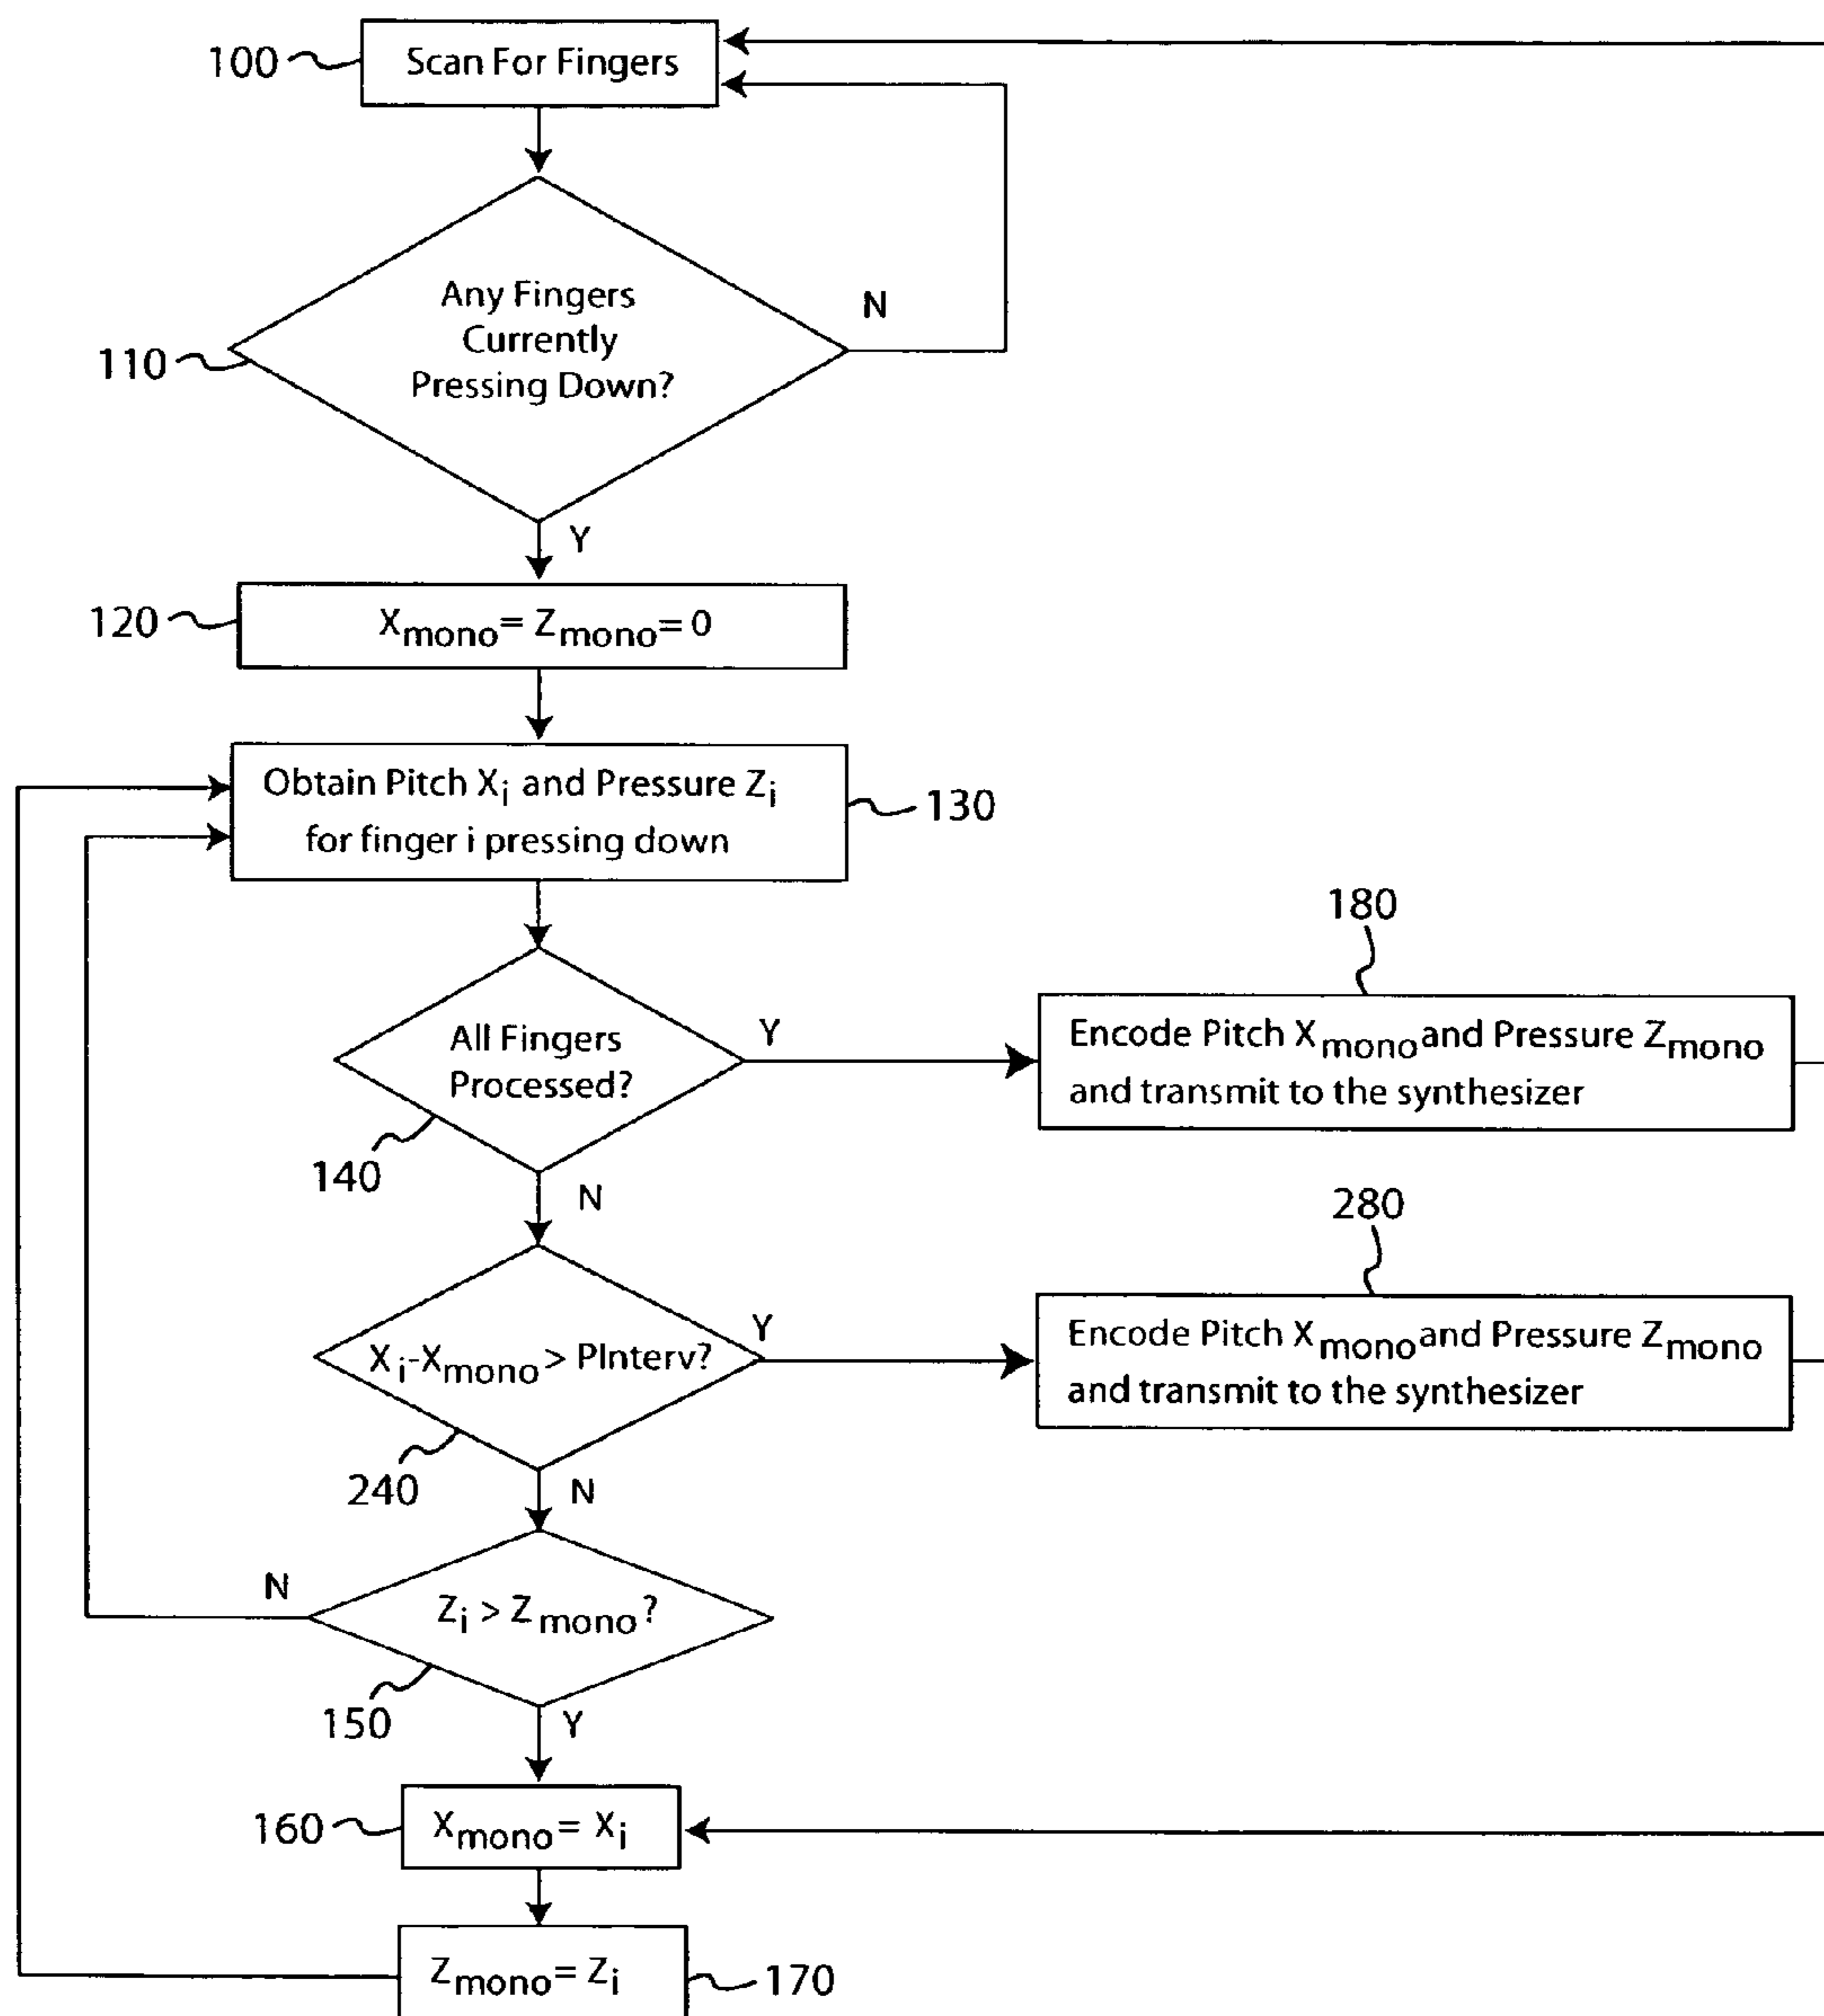 100
Scan For Fingers
Any Fingers
Currently
Pressing Down?
N
110
Y
120
Xmono = Zmono = 0
Obtain Pitch Xi and Pressure Zi
for finger i pressing down
130
180
All Fingers
Processed?
Y
Encode Pitch Xmono and Pressure Zmono
and transmit to the synthesizer
140
N
280
Xi-Xmono > PInterv?
Y
Encode Pitch Xmono and Pressure Zmono
and transmit to the synthesizer
240
N
N
Zi > Zmono?
150
Y
160
Xmono = Xi
Zmono = Zi
170